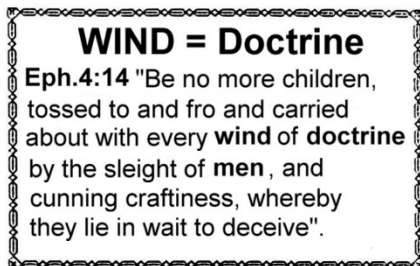 WIND = Doctrine
Eph.4:14 "Be no more children,
tossed to and fro and carried
about with every wind of doctrine
by the sleight of men, and
cunning craftiness, whereby
they lie in wait to deceive".